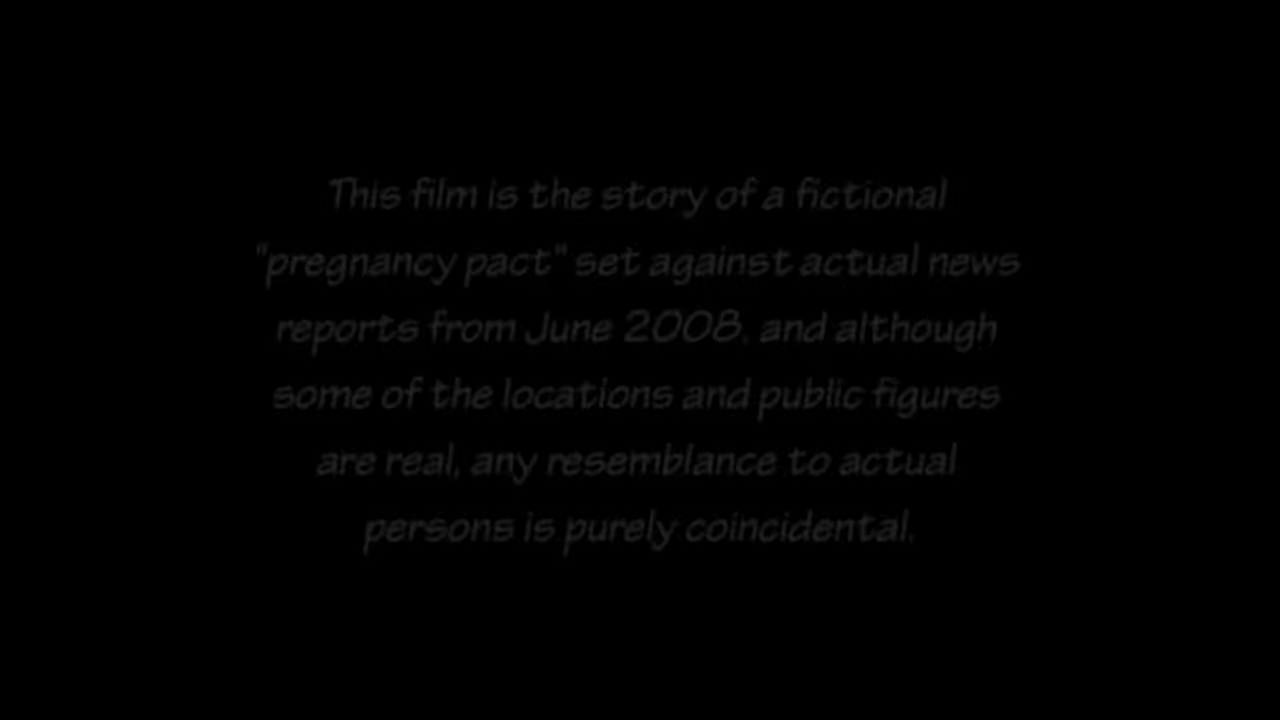 This film is the story of a fictional
"pregnancy pact" set against actual news
reports from June 2008, and although
some of the locations and public figures
are real, any resemblance to actual
persons is purely coincidental.